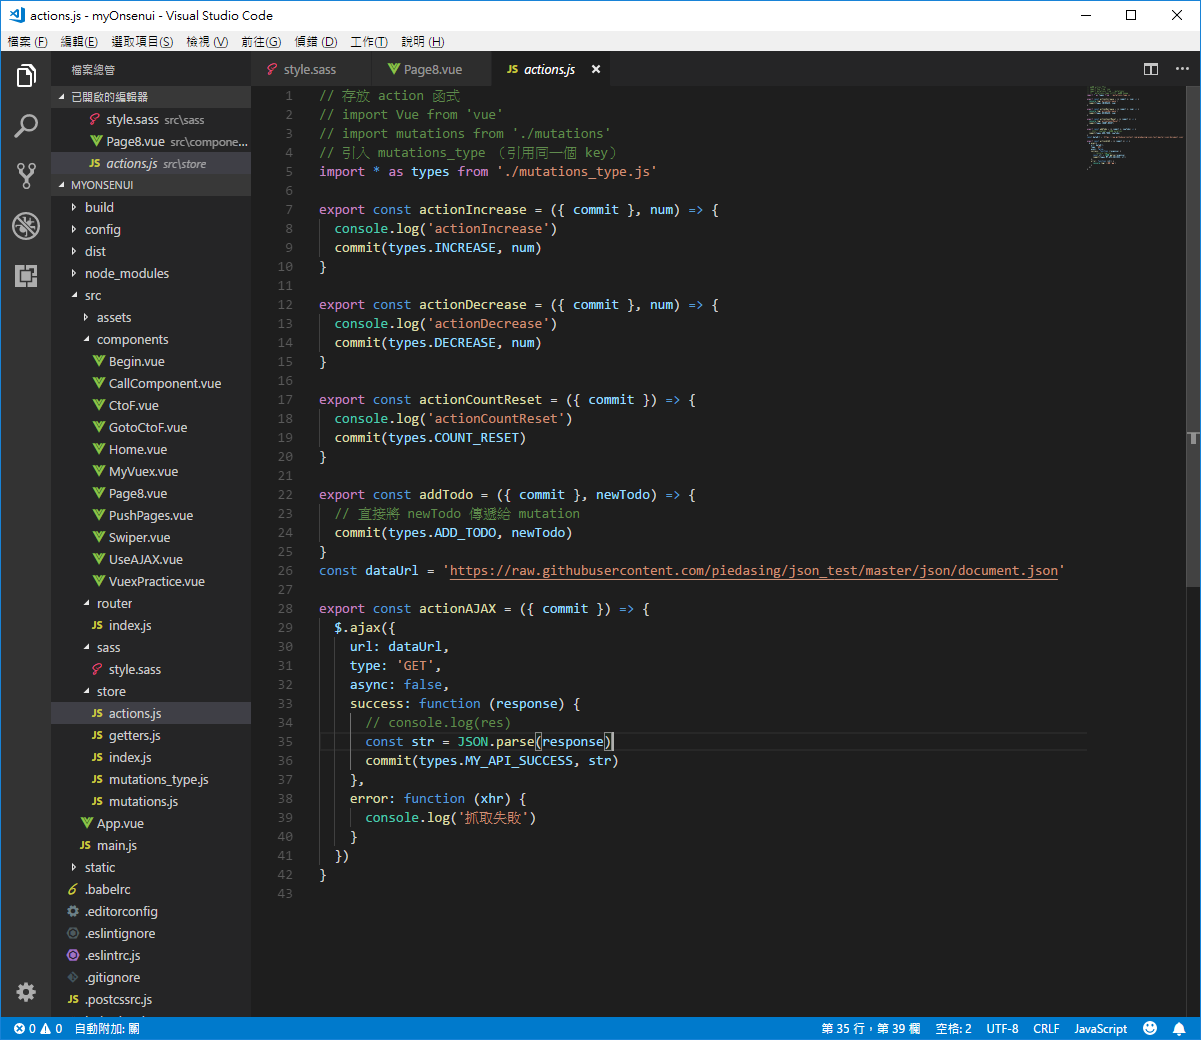 actions.js - myOnsenui - Visual Studio Code
檔案 (F) 編輯(E) 選取項目(S) 檢視 (V) 前往(G) 偵錯 (D) 工作(T) 說明 (H)
檔案總管
已開啟的編輯器
style.sass src\sass
Page8.vue src\compone...
JS actions.js src\store
MYONSENUI
build
config
dist
node_modules
src
assets
components
Begin.vue
CallComponent.vue
CtoF.vue
GotoCtoF.vue
Home.vue
MyVuex.vue
Page8.vue
PushPages.vue
Swiper.vue
UseAJAX.vue
VuexPractice.vue
router
JS index.js
sass
style.sass
store
JS actions.js
JS getters.js
JS index.js
JS mutations_type.js
JS mutations.js
App.vue
JS main.js
static
.babelrc
.editorconfig
.eslintignore
.eslintrc.js
.gitignore
JS .postcssrc.js
style.sass Page8.vue JS actions.js
1 // 存放 action 函式
2 // import Vue from 'vue'
3 // import mutations from './mutations'
4 // 引入 mutations_type （引用同一個 key）
5 import * as types from './mutations_type.js'
6
7 export const actionIncrease = ({ commit }, num) => {
8 console.log('actionIncrease')
9 commit(types.INCREASE, num)
10 }
11
12 export const actionDecrease = ({ commit }, num) => {
13 console.log('actionDecrease')
14 commit(types.DECREASE, num)
15 }
16
17 export const actionCountReset = ({ commit }) => {
18 console.log('actionCountReset')
19 commit(types.COUNT_RESET)
20 }
21
22 export const addTodo = ({ commit }, newTodo) => {
23 // 直接將 newTodo 傳遞給 mutation
24 commit(types.ADD_TODO, newTodo)
25 }
26 const dataUrl = 'https://raw.githubusercontent.com/piedasing/json_test/master/json/document.json'
27
28 export const actionAJAX = ({ commit }) => {
29 $.ajax({
30 url: dataUrl,
31 type: 'GET',
32 async: false,
33 success: function (response) {
34 // console.log(res)
35 const str = JSON.parse(response)
36 commit(types.MY_API_SUCCESS, str)
37 },
38 error: function (xhr) {
39 console.log('抓取失敗')
40 }
41 })
42 }
43
0 0 自動附加: 關 第 35 行，第 39 欄 空格: 2 UTF-8 CRLF JavaScript